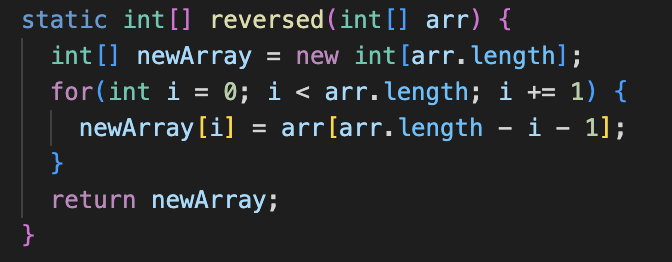 static int[] reversed(int[] arr) {
  int[] newArray = new int[arr.length];
  for(int i = 0; i < arr.length; i += 1) {
    newArray[i] = arr[arr.length - i - 1];
  }
  return newArray;
}